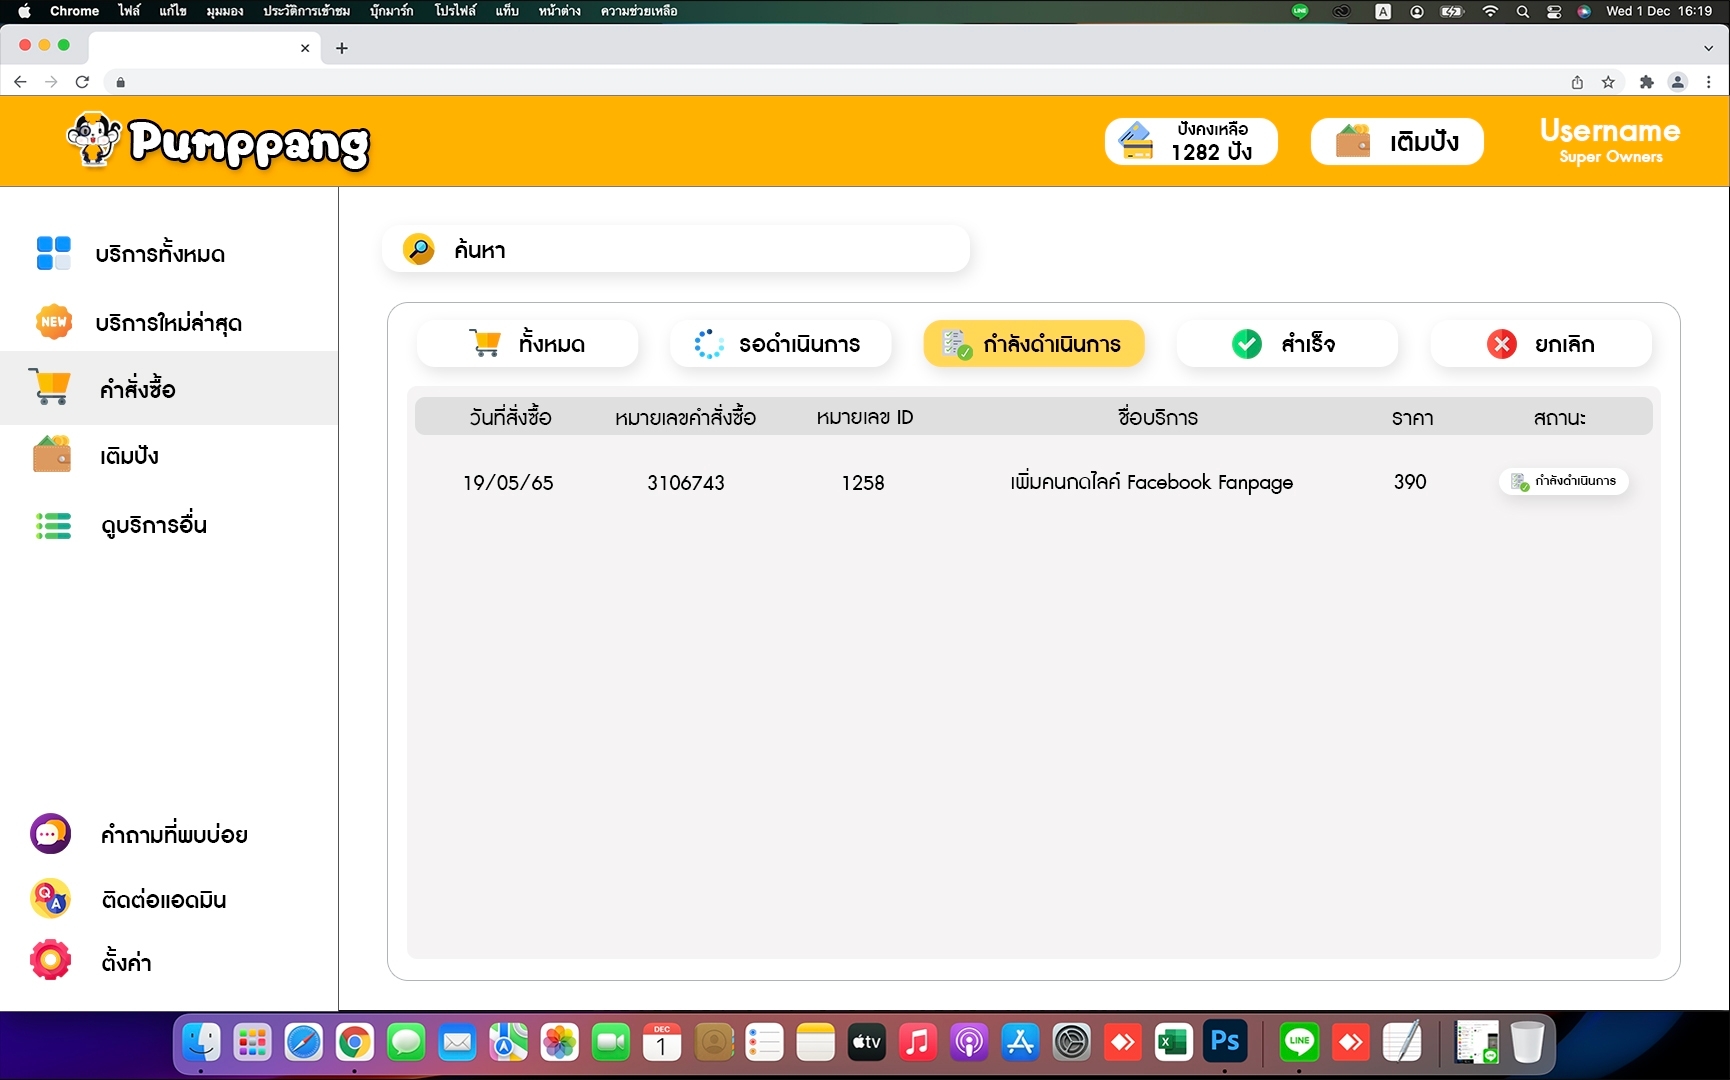 Chrome ไฟล์ แก้ไข มุมมอง ประวัติการเข้าชม บุ๊กมาร์ก โปรไฟล์ แท็บ หน้าต่าง ความช่วยเหลือ
LINE A Wed 1 Dec 16:19
Pumppang
ปังคงเหลือ
1282 ปัง
เติมปัง
Username
Super Owners
บริการทั้งหมด
NEW บริการใหม่ล่าสุด
คำสั่งซื้อ
เติมปัง
ดูบริการอื่น
คำถามที่พบบ่อย
Q A ติดต่อแอดมิน
ตั้งค่า
ค้นหา
ทั้งหมด รอดำเนินการ กำลังดำเนินการ สำเร็จ ยกเลิก
วันที่สั่งซื้อ หมายเลขคำสั่งซื้อ หมายเลข ID ชื่อบริการ ราคา สถานะ
19/05/65 3106743 1258 เพิ่มคนกดไลค์ Facebook Fanpage 390 กำลังดำเนินการ
DEC
1
tv
Ps
LINE